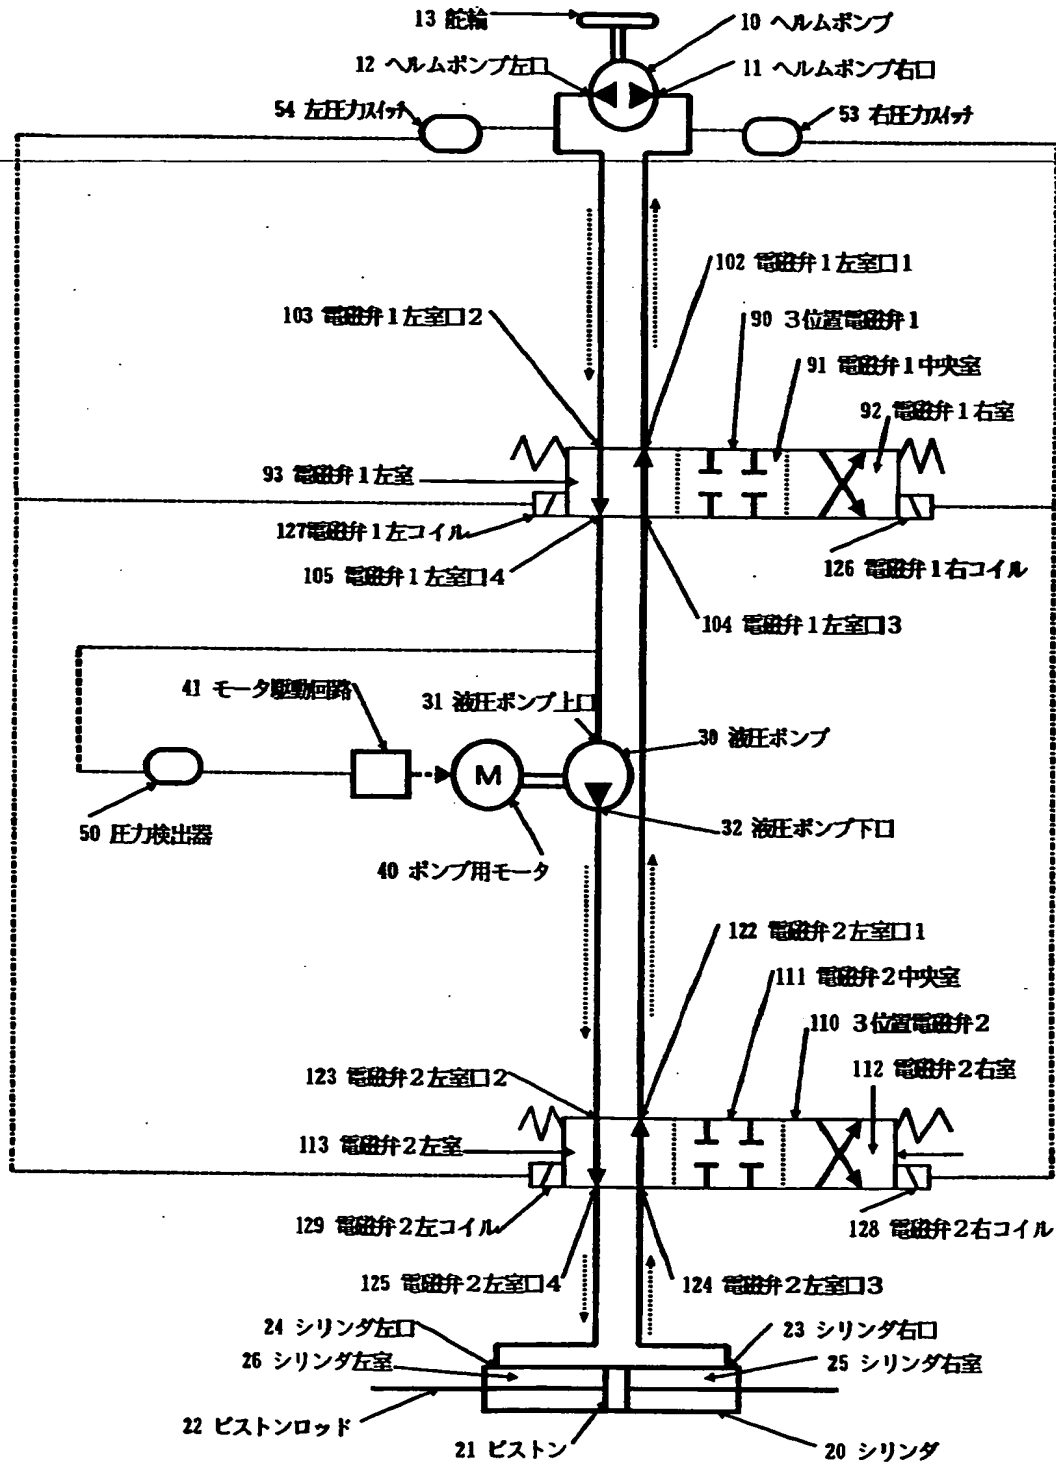 13 舵輪
10 ヘルムポンプ
12 ヘルムポンプ左口
11 ヘルムポンプ右口
54 左圧力スイッチ
53 右圧力スイッチ
102 電磁弁1左室口1
103 電磁弁1左室口2
90 3位置電磁弁1
91 電磁弁1中央室
92 電磁弁1右室
93 電磁弁1左室
127電磁弁1左コイル
126 電磁弁1右コイル
105 電磁弁1左室口4
104 電磁弁1左室口3
41 モータ駆動回路
31 液圧ポンプ上口
30 液圧ポンプ
M
50 圧力検出器
32 液圧ポンプ下口
40 ポンプ用モータ
122 電磁弁2左室口1
111 電磁弁2中央室
110 3位置電磁弁2
123 電磁弁2左室口2
112 電磁弁2右室
113 電磁弁2左室
129 電磁弁2左コイル
128 電磁弁2右コイル
125 電磁弁2左室口4
124 電磁弁2左室口3
24 シリンダ左口
23 シリンダ右口
26 シリンダ左室
25 シリンダ右室
22 ピストンロッド
21 ピストン
20 シリンダ